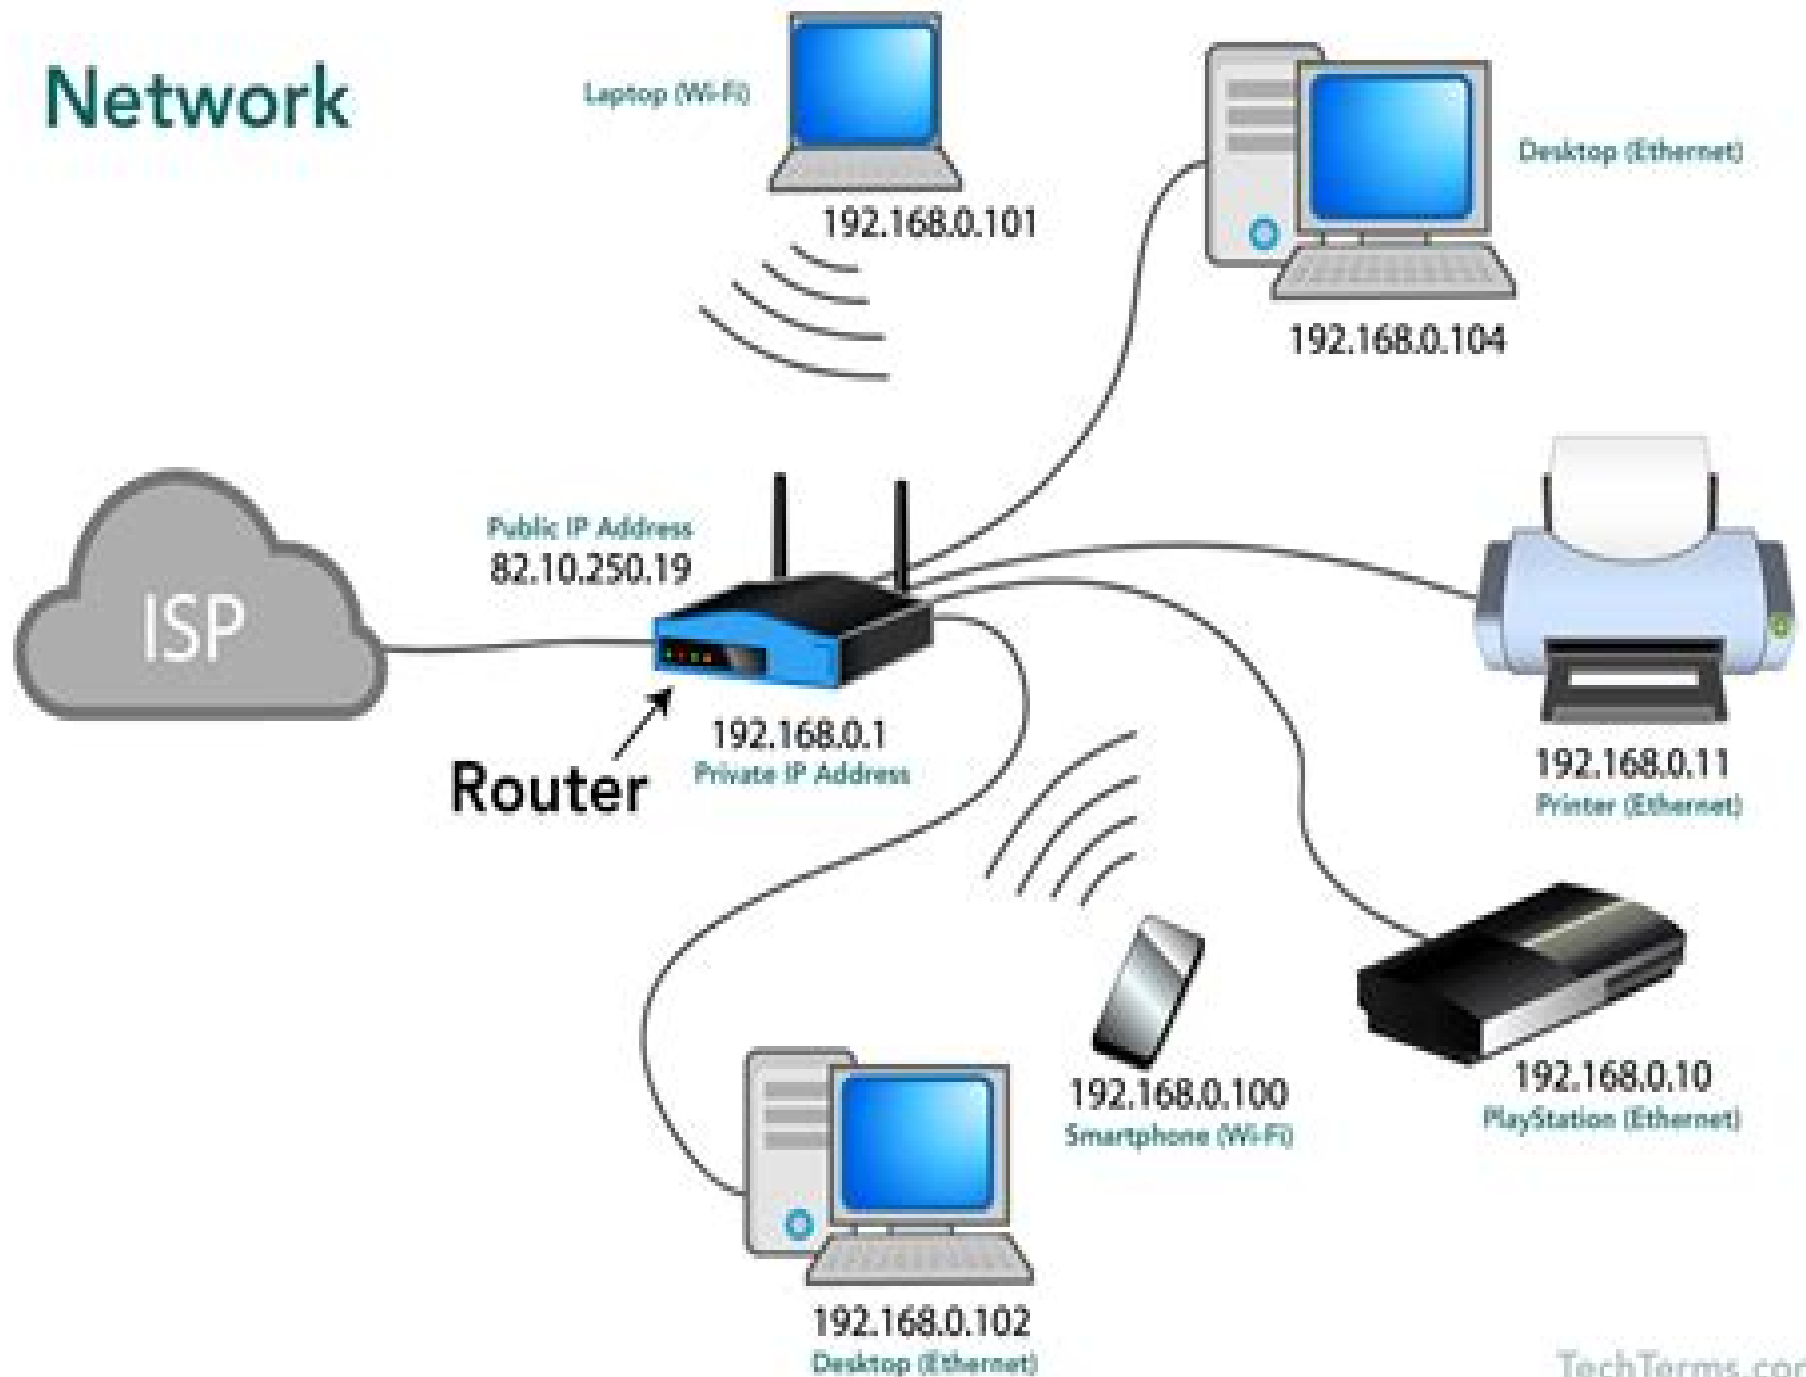 Network
Laptop (Wi-Fi)
192.168.0.101
Desktop (Ethernet)
192.168.0.104
ISP
Public IP Address
82.10.250.19
Router
192.168.0.1
Private IP Address
192.168.0.11
Printer (Ethernet)
192.168.0.10
PlayStation (Ethernet)
192.168.0.100
Smartphone (Wi-Fi)
192.168.0.102
Desktop (Ethernet)
TechTerms.com